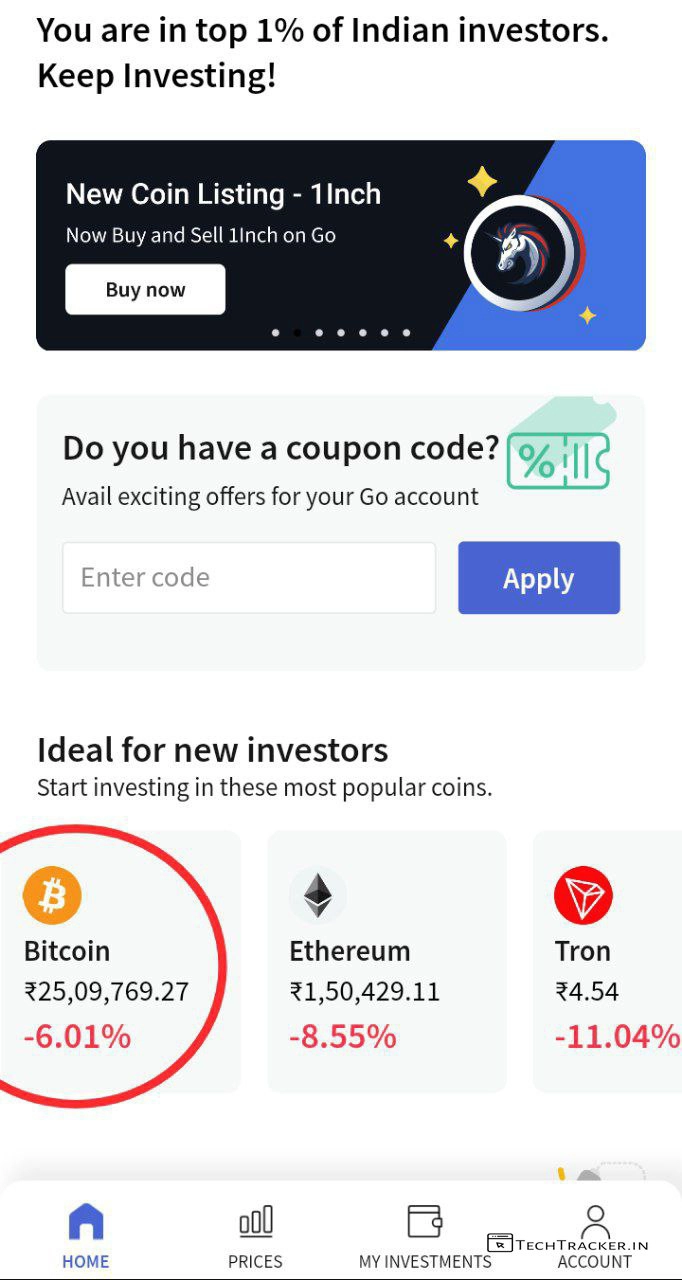 You are in top 1% of Indian investors.
Keep Investing!
New Coin Listing - 1Inch
Now Buy and Sell 1Inch on Go
Buy now
Do you have a coupon code?
%
Avail exciting offers for your Go account
Enter code
Apply
Ideal for new investors
Start investing in these most popular coins.
Bitcoin
₹25,09,769.27
-6.01%
Ethereum
₹1,50,429.11
-8.55%
Tron
₹4.54
-11.04%
HOME
PRICES
MY INVESTMENTS
TECHTRACKER.IN
ACCOUNT